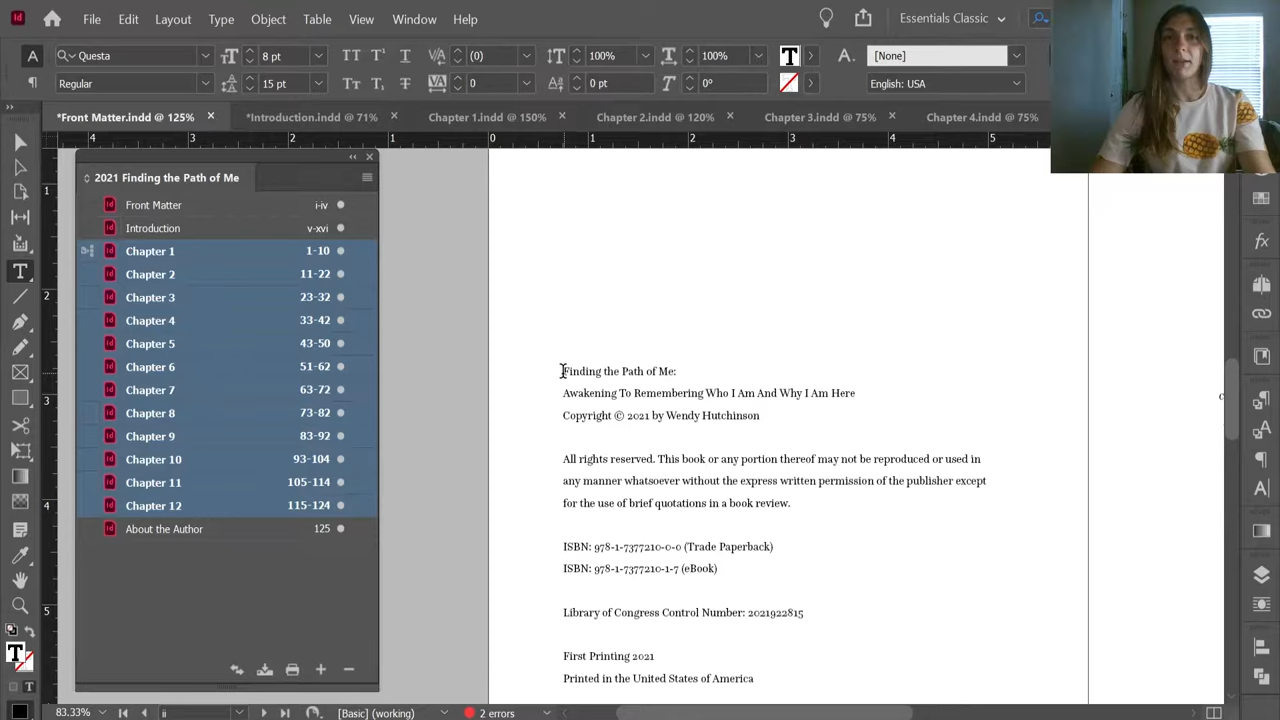 File Edit Layout Type Object Table View Window Help Essentials Classic
Questa 8 pt 100% 100% [None]
Regular 15 pt 0 pt 0° English: USA
*Front Matter.indd @ 125% *Introduction.indd @ 71% Chapter 1.indd @ 150% Chapter 2.indd @ 120% Chapter 3.indd @ 75% Chapter 4.indd @ 75%
4 3 2 1 0 1 2 3 4 5
2021 Finding the Path of Me
Front Matter i-iv
Introduction v-xvi
Chapter 1 1-10
Chapter 2 11-22
Chapter 3 23-32
Chapter 4 33-42
Chapter 5 43-50
Chapter 6 51-62
Chapter 7 63-72
Chapter 8 73-82
Chapter 9 83-92
Chapter 10 93-104
Chapter 11 105-114
Chapter 12 115-124
About the Author 125
Finding the Path of Me:
Awakening To Remembering Who I Am And Why I Am Here
Copyright © 2021 by Wendy Hutchinson
All rights reserved. This book or any portion thereof may not be reproduced or used in
any manner whatsoever without the express written permission of the publisher except
for the use of brief quotations in a book review.
ISBN: 978-1-7377210-0-0 (Trade Paperback)
ISBN: 978-1-7377210-1-7 (eBook)
Library of Congress Control Number: 2021922815
First Printing 2021
Printed in the United States of America
83.33% ii [Basic] (working) 2 errors